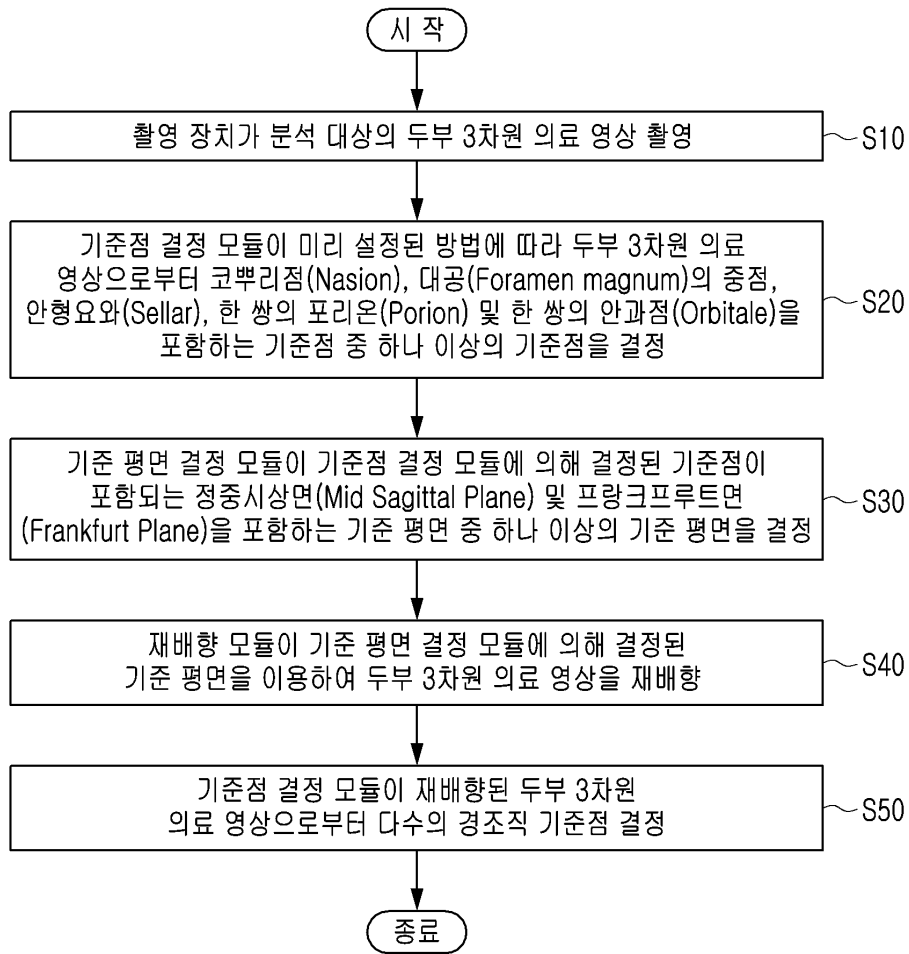 시 작
촬영 장치가 분석 대상의 두부 3차원 의료 영상 촬영
S10
기준점 결정 모듈이 미리 설정된 방법에 따라 두부 3차원 의료
영상으로부터 코뿌리점(Nasion), 대공(Foramen magnum)의 중점,
안형요와(Sellar), 한 쌍의 포리온(Porion) 및 한 쌍의 안과점(Orbitale)을
포함하는 기준점 중 하나 이상의 기준점을 결정
S20
기준 평면 결정 모듈이 기준점 결정 모듈에 의해 결정된 기준점이
포함되는 정중시상면(Mid Sagittal Plane) 및 프랑크프루트면
(Frankfurt Plane)을 포함하는 기준 평면 중 하나 이상의 기준 평면을 결정
S30
재배향 모듈이 기준 평면 결정 모듈에 의해 결정된
기준 평면을 이용하여 두부 3차원 의료 영상을 재배향
S40
기준점 결정 모듈이 재배향된 두부 3차원
의료 영상으로부터 다수의 경조직 기준점 결정
S50
종료